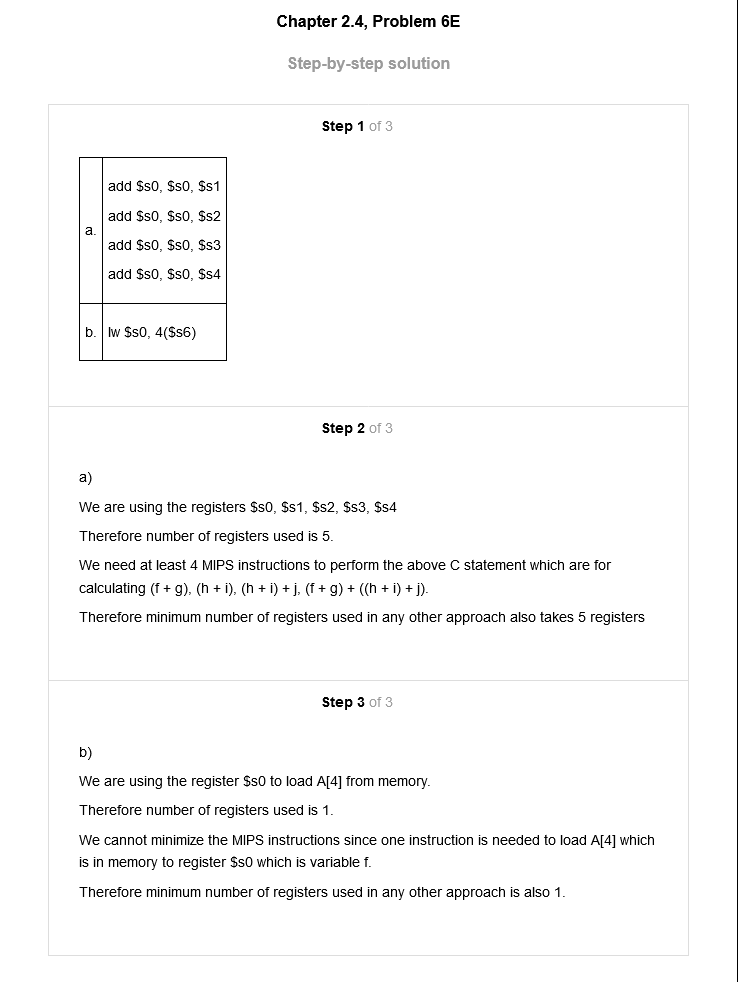 Chapter 2.4, Problem 6E
Step-by-step solution
Step 1 of 3
a.
add $s0, $s0, $s1
add $s0, $s0, $s2
add $s0, $s0, $s3
add $s0, $s0, $s4
b. lw $s0, 4($s6)
Step 2 of 3
a)
We are using the registers $s0, $s1, $s2, $s3, $s4
Therefore number of registers used is 5.
We need at least 4 MIPS instructions to perform the above C statement which are for
calculating (f + g), (h + i), (h + i) + j, (f + g) + ((h + i) + j).
Therefore minimum number of registers used in any other approach also takes 5 registers
Step 3 of 3
b)
We are using the register $s0 to load A[4] from memory.
Therefore number of registers used is 1.
We cannot minimize the MIPS instructions since one instruction is needed to load A[4] which
is in memory to register $s0 which is variable f.
Therefore minimum number of registers used in any other approach is also 1.